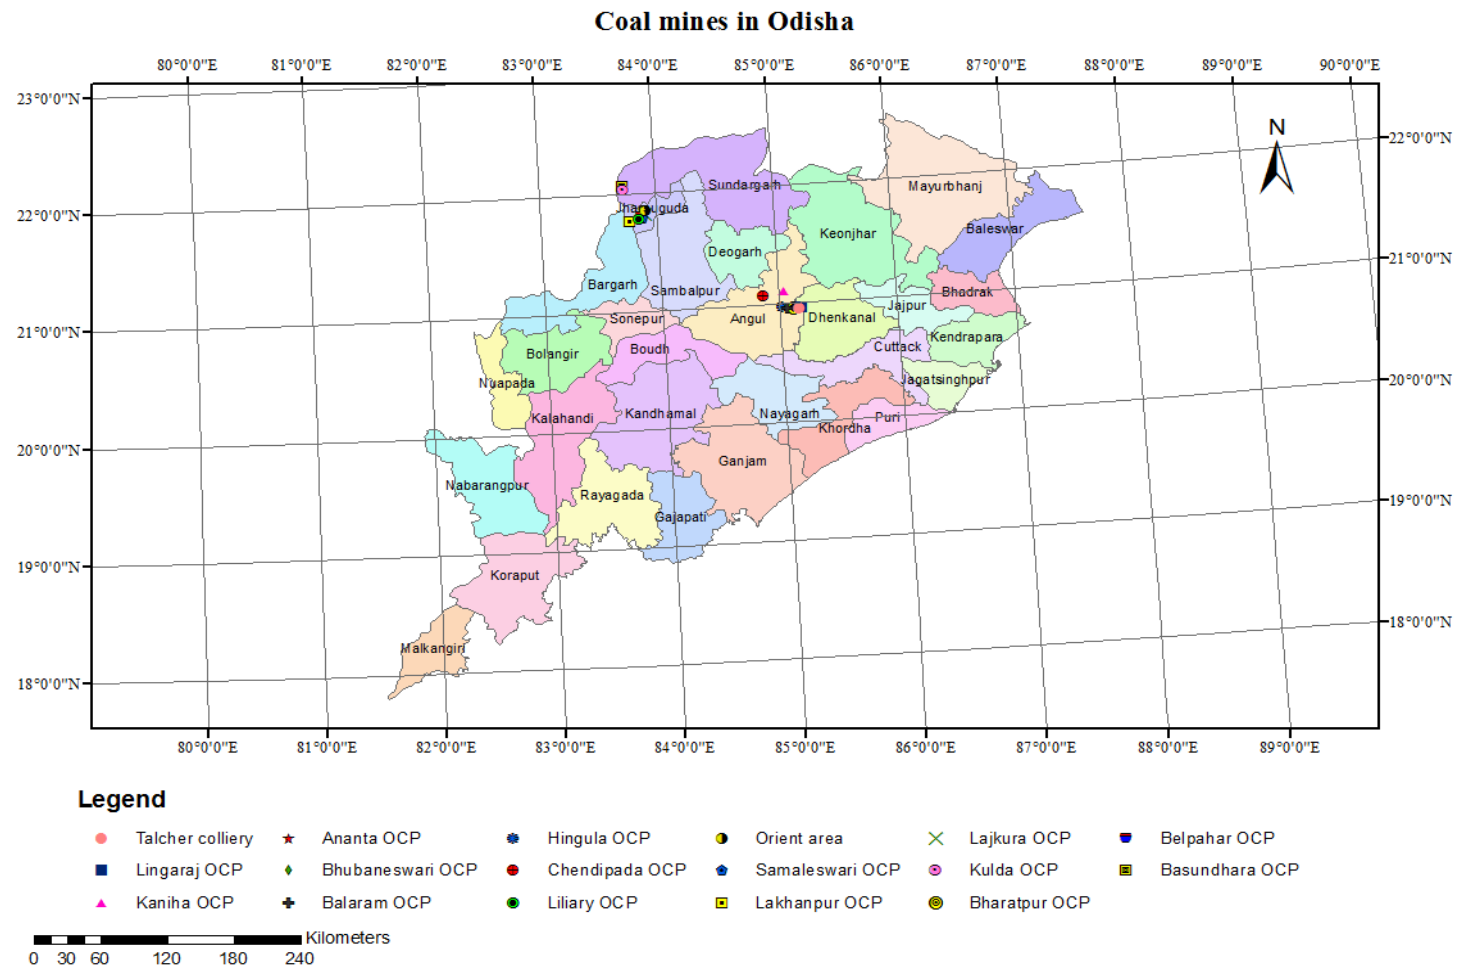 Coal mines in Odisha
80°0'0"E 81°0'0"E 82°0'0"E 83°0'0"E 84°0'0"E 85°0'0"E 86°0'0"E 87°0'0"E 88°0'0"E 89°0'0"E 90°0'0"E
23°0'0"N
N
22°0'0"N
Sundargarh
Mayurbhanj
22°0'0"N
Jharsuguda
Baleswar
Keonjhar
Deogarh
21°0'0"N
Bargarh
Sambalpur
Bhadrak
Jajpur
Sonepur
Angul
Dhenkanal
21°0'0"N
Kendrapara
Cuttack
Boudh
Bolangir
Jagatsinghpur
20°0'0"N
Nuapada
Kandhamal
Nayagarh
Puri
Kalahandi
Khordha
20°0'0"N
Ganjam
Nabarangpur
Rayagada
19°0'0"N
Gajapati
19°0'0"N
Koraput
18°0'0"N
Malkangiri
18°0'0"N
80°0'0"E 81°0'0"E 82°0'0"E 83°0'0"E 84°0'0"E 85°0'0"E 86°0'0"E 87°0'0"E 88°0'0"E 89°0'0"E
Legend
Talcher colliery Ananta OCP Hingula OCP Orient area Lajkura OCP Belpahar OCP
Lingaraj OCP Bhubaneswari OCP Chendipada OCP Samaleswari OCP Kulda OCP Basundhara OCP
Kaniha OCP Balaram OCP Liliary OCP Lakhanpur OCP Bharatpur OCP
Kilometers
0 30 60 120 180 240